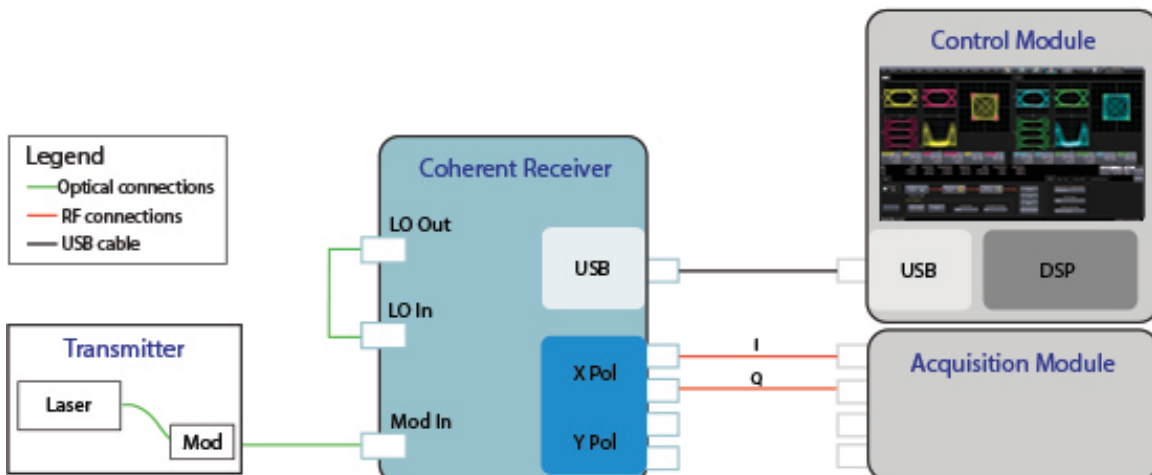 Control Module
Legend
Optical connections
RF connections
USB cable
Coherent Receiver
LO Out
USB
USB
DSP
LO In
Transmitter
I
Acquisition Module
X Pol
Q
Laser
Mod In
Mod
Y Pol